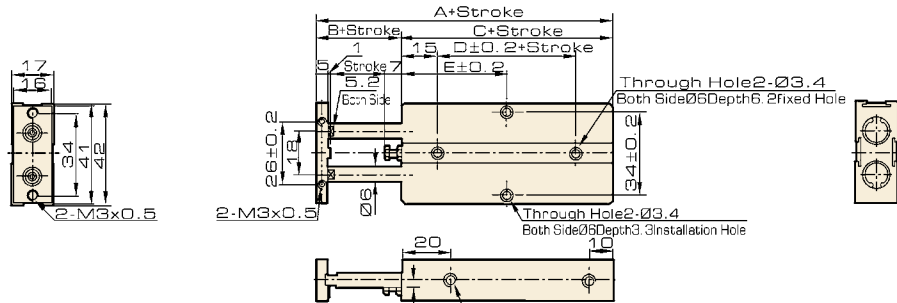 A+Stroke
B+Stroke
C+Stroke
1
15
D±0.2+Stroke
5
Stroke
7
E±0.2
5.2
Both Side
Through Hole2-Ø3.4
Both SideØ6Depth6.2fixed Hole
17
16
34
41
42
2-M3x0.5
26±0.2
18
Ø6
34±0.2
2-M3x0.5
Through Hole2-Ø3.4
Both SideØ6Depth3.3Installation Hole
20
10